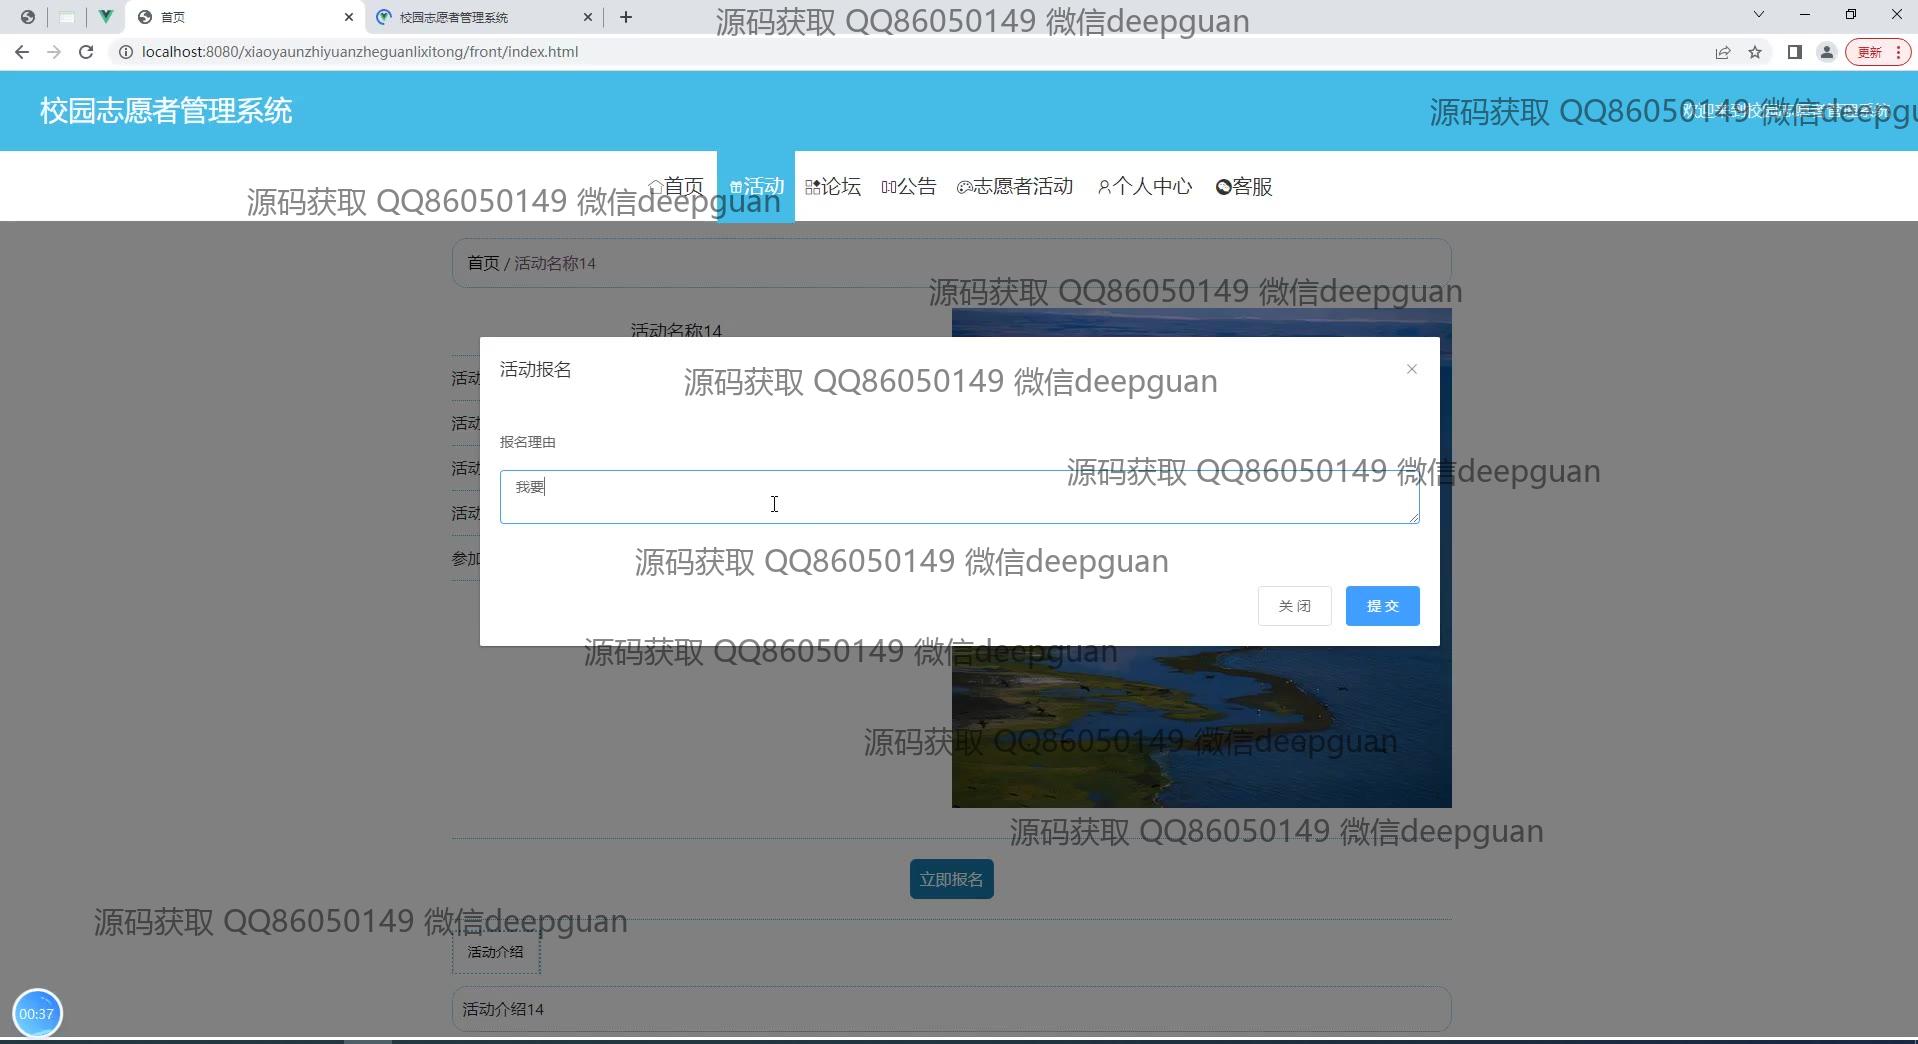 首页
校园志愿者管理系统
源码获取 QQ86050149 微信deepguan
localhost:8080/xiaoyaunzhiyuanzheguanlixitong/front/index.html
更新
校园志愿者管理系统
欢迎来到校园志愿者管理系统
源码获取 QQ86050149 微信deepgu
首页 活动 论坛 公告 志愿者活动 个人中心 客服
源码获取 QQ86050149 微信deepguan
首页 / 活动名称14
源码获取 QQ86050149 微信deepguan
活动名称14
活动报名
源码获取 QQ86050149 微信deepguan
活动
活动
报名理由
活动
源码获取 QQ86050149 微信deepguan
我要
活动
参加
源码获取 QQ86050149 微信deepguan
关闭 提交
源码获取 QQ86050149 微信deepguan
源码获取 QQ86050149 微信deepguan
源码获取 QQ86050149 微信deepguan
立即报名
源码获取 QQ86050149 微信deepguan
活动介绍
活动介绍14
00:37